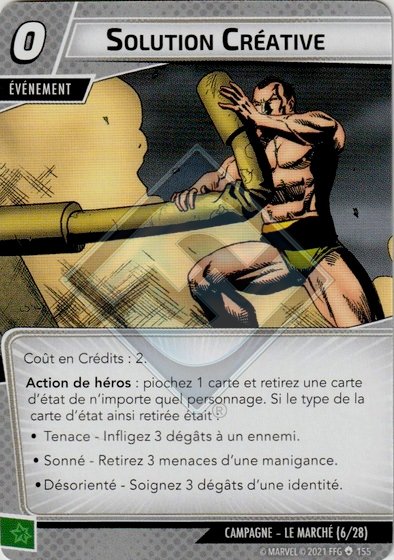 0
SOLUTION CRÉATIVE
ÉVÉNEMENT
Coût en Crédits : 2.
Action de héros : piochez 1 carte et retirez une carte
d'état de n'importe quel personnage. Si le type de
la carte d'état ainsi retirée était :
• Tenace - Infligez 3 dégâts à un ennemi.
• Sonné - Retirez 3 menaces d'une manigance.
• Désorienté - Soignez 3 dégâts d'une identité.
CAMPAGNE – LE MARCHÉ (6/28)
© MARVEL © 2021 FFG 155